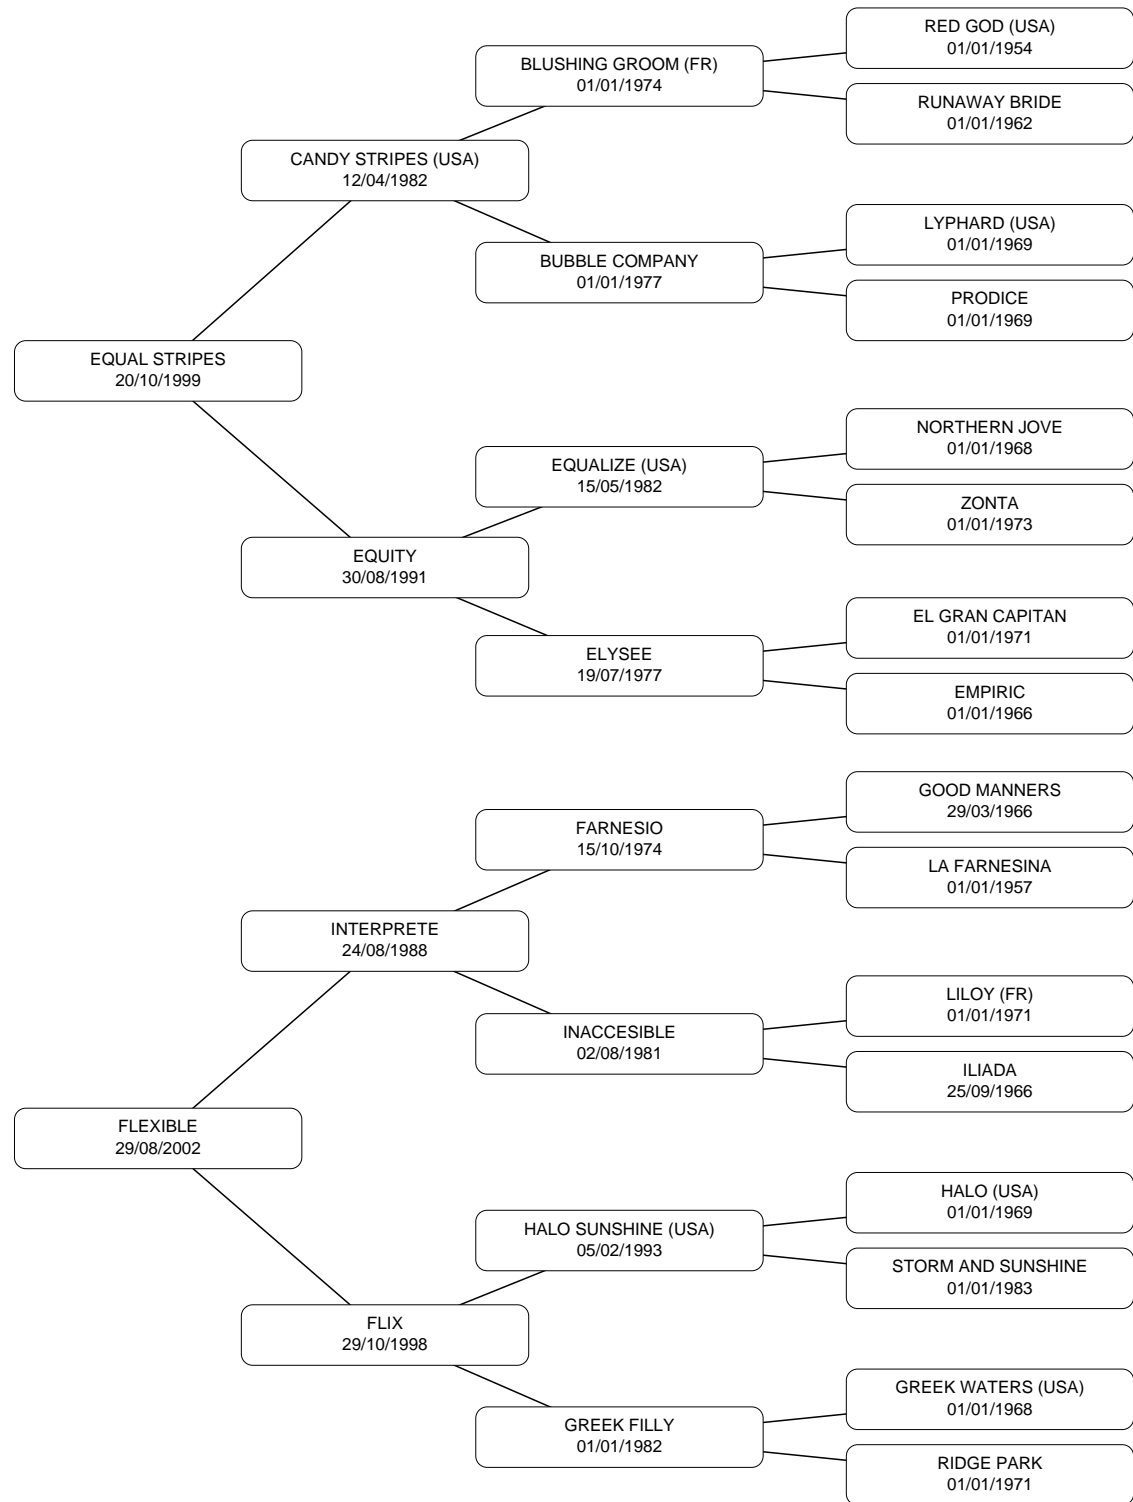 RED GOD (USA)
01/01/1954
BLUSHING GROOM (FR)
01/01/1974
RUNAWAY BRIDE
01/01/1962
CANDY STRIPES (USA)
12/04/1982
LYPHARD (USA)
01/01/1969
BUBBLE COMPANY
01/01/1977
PRODICE
01/01/1969
EQUAL STRIPES
20/10/1999
NORTHERN JOVE
01/01/1968
EQUALIZE (USA)
15/05/1982
ZONTA
01/01/1973
EQUITY
30/08/1991
EL GRAN CAPITAN
01/01/1971
ELYSEE
19/07/1977
EMPIRIC
01/01/1966
GOOD MANNERS
29/03/1966
FARNESIO
15/10/1974
LA FARNESINA
01/01/1957
INTERPRETE
24/08/1988
LILOY (FR)
01/01/1971
INACCESIBLE
02/08/1981
ILIADA
25/09/1966
FLEXIBLE
29/08/2002
HALO (USA)
01/01/1969
HALO SUNSHINE (USA)
05/02/1993
STORM AND SUNSHINE
01/01/1983
FLIX
29/10/1998
GREEK WATERS (USA)
01/01/1968
GREEK FILLY
01/01/1982
RIDGE PARK
01/01/1971